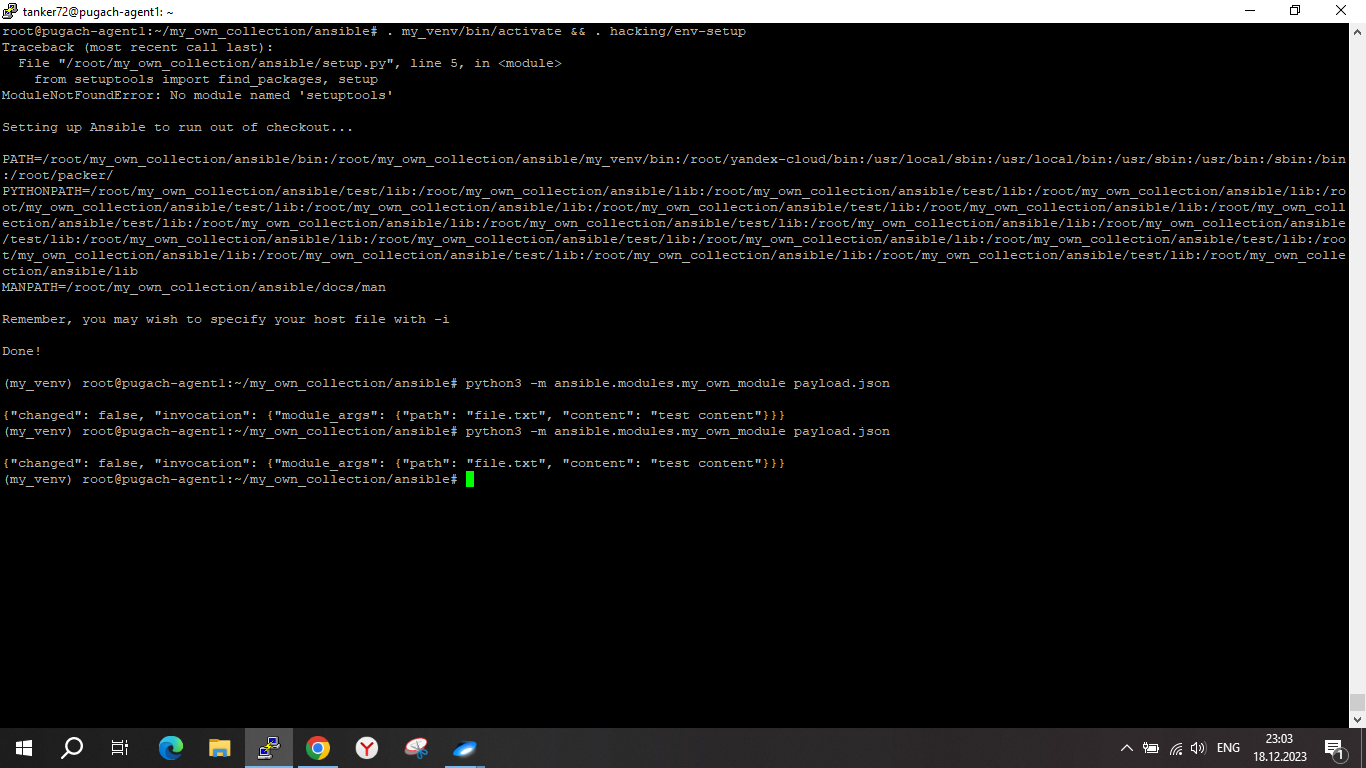 tanker72@pugach-agent1: ~
root@pugach-agent1:~/my_own_collection/ansible# . my_venv/bin/activate && . hacking/env-setup
Traceback (most recent call last):
  File "/root/my_own_collection/ansible/setup.py", line 5, in <module>
    from setuptools import find_packages, setup
ModuleNotFoundError: No module named 'setuptools'
Setting up Ansible to run out of checkout...
PATH=/root/my_own_collection/ansible/bin:/root/my_own_collection/ansible/my_venv/bin:/root/yandex-cloud/bin:/usr/local/sbin:/usr/local/bin:/usr/sbin:/usr/bin:/sbin:/bin
:/root/packer/
PYTHONPATH=/root/my_own_collection/ansible/test/lib:/root/my_own_collection/ansible/lib:/root/my_own_collection/ansible/test/lib:/root/my_own_collection/ansible/lib:/ro
ot/my_own_collection/ansible/test/lib:/root/my_own_collection/ansible/lib:/root/my_own_collection/ansible/test/lib:/root/my_own_collection/ansible/lib:/root/my_own_coll
ection/ansible/test/lib:/root/my_own_collection/ansible/lib:/root/my_own_collection/ansible/test/lib:/root/my_own_collection/ansible/lib:/root/my_own_collection/ansible
/test/lib:/root/my_own_collection/ansible/lib:/root/my_own_collection/ansible/test/lib:/root/my_own_collection/ansible/lib:/root/my_own_collection/ansible/test/lib:/roo
t/my_own_collection/ansible/lib:/root/my_own_collection/ansible/test/lib:/root/my_own_collection/ansible/lib:/root/my_own_collection/ansible/test/lib:/root/my_own_colle
ction/ansible/lib
MANPATH=/root/my_own_collection/ansible/docs/man
Remember, you may wish to specify your host file with -i
Done!
(my_venv) root@pugach-agent1:~/my_own_collection/ansible# python3 -m ansible.modules.my_own_module payload.json
{"changed": false, "invocation": {"module_args": {"path": "file.txt", "content": "test content"}}}
(my_venv) root@pugach-agent1:~/my_own_collection/ansible# python3 -m ansible.modules.my_own_module payload.json
{"changed": false, "invocation": {"module_args": {"path": "file.txt", "content": "test content"}}}
(my_venv) root@pugach-agent1:~/my_own_collection/ansible#
ENG
23:03
18.12.2023
1